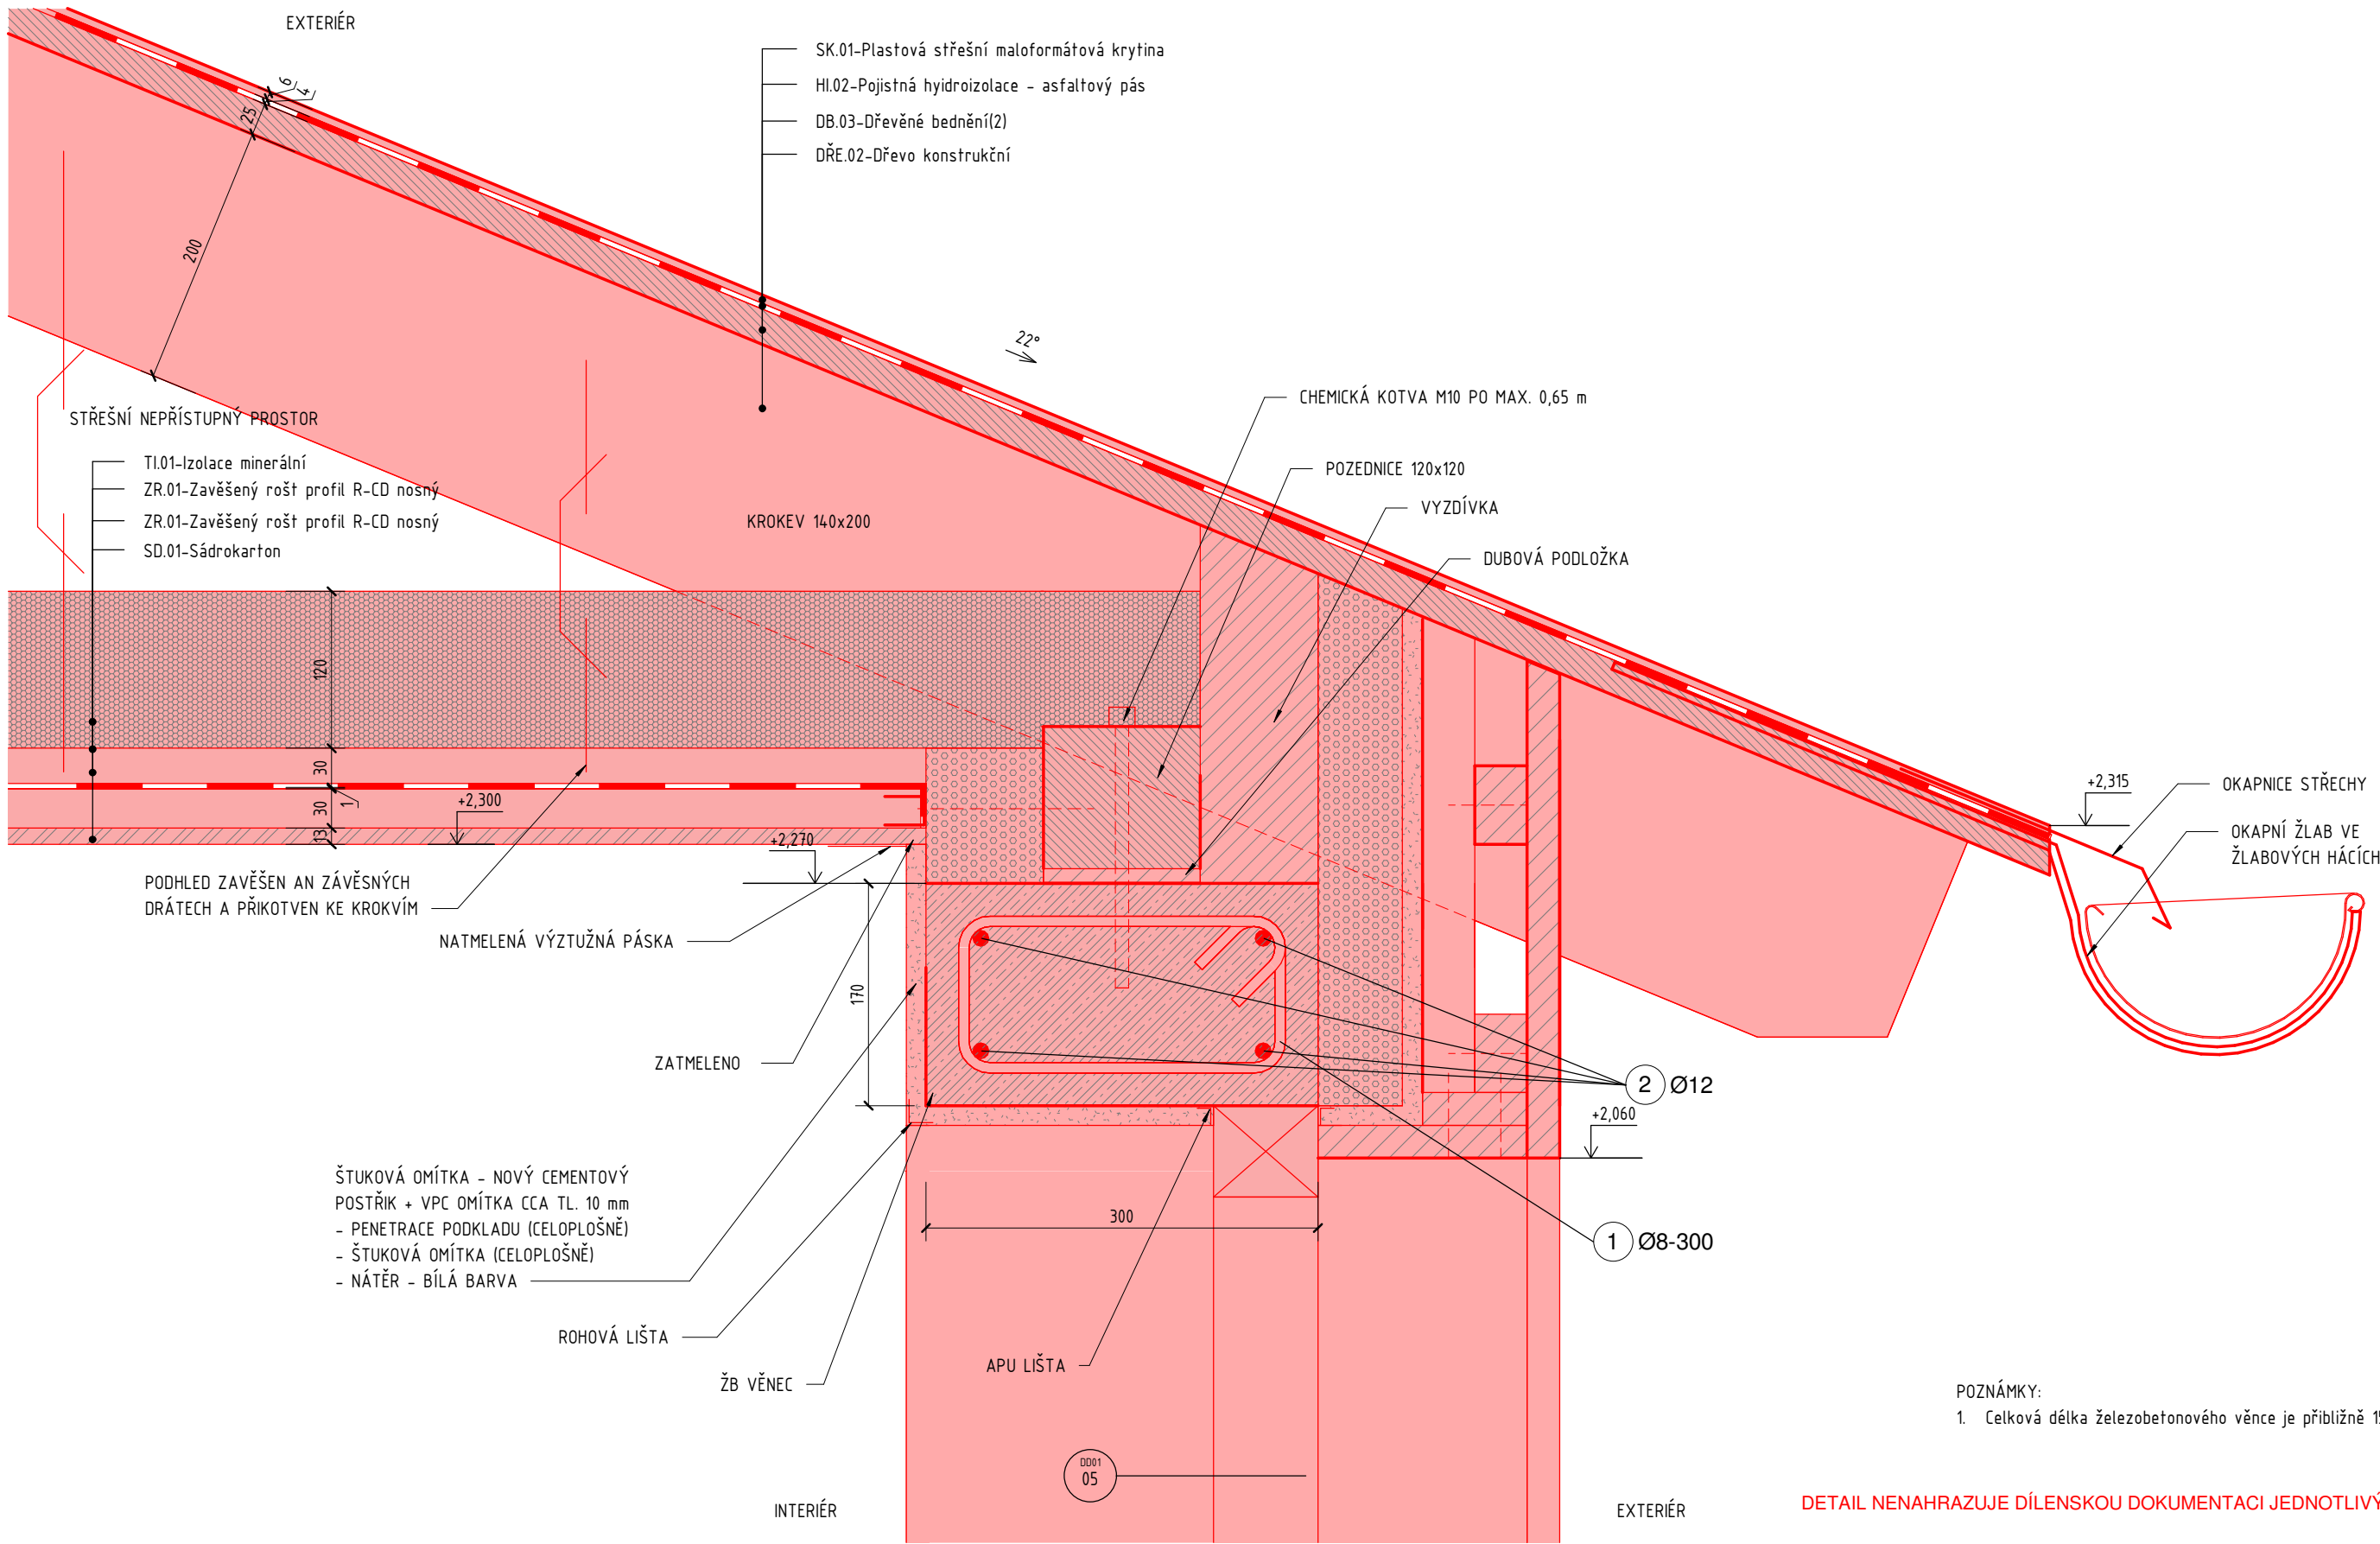 EXTERIÉR
SK.01-Plastová střešní maloformátová krytina
HI.02-Pojistná hyidroizolace - asfaltový pás
DB.03-Dřevěné bednění(2)
DŘE.02-Dřevo konstrukční
6
4
25
200
22°
STŘEŠNÍ NEPŘÍSTUPNÝ PROSTOR
TI.01-Izolace minerální
ZR.01-Zavěšený rošt profil R-CD nosný
ZR.01-Zavěšený rošt profil R-CD nosný
SD.01-Sádrokarton
KROKEV 140x200
CHEMICKÁ KOTVA M10 PO MAX. 0,65 m
POZEDNICE 120x120
VYZDÍVKA
DUBOVÁ PODLOŽKA
120
30
1
30
13
+2,300
+2,270
+2,315
OKAPNICE STŘECHY
OKAPNÍ ŽLAB VE
ŽLABOVÝCH HÁCÍCH
PODHLED ZAVĚŠEN AN ZÁVĚSNÝCH
DRÁTECH A PŘIKOTVEN KE KROKVÍM
NATMELENÁ VÝZTUŽNÁ PÁSKA
170
ZATMELENO
2 Ø12
+2,060
ŠTUKOVÁ OMÍTKA - NOVÝ CEMENTOVÝ
POSTŘIK + VPC OMÍTKA CCA TL. 10 mm
- PENETRACE PODKLADU (CELOPLOŠNĚ)
- ŠTUKOVÁ OMÍTKA (CELOPLOŠNĚ)
- NÁTĚR - BÍLÁ BARVA
300
1 Ø8-300
ROHOVÁ LIŠTA
APU LIŠTA
ŽB VĚNEC
POZNÁMKY:
1. Celková délka železobetonového věnce je přibližně
DD01
05
INTERIÉR
EXTERIÉR
DETAIL NENAHRAZUJE DÍLENSKOU DOKUMENTACI